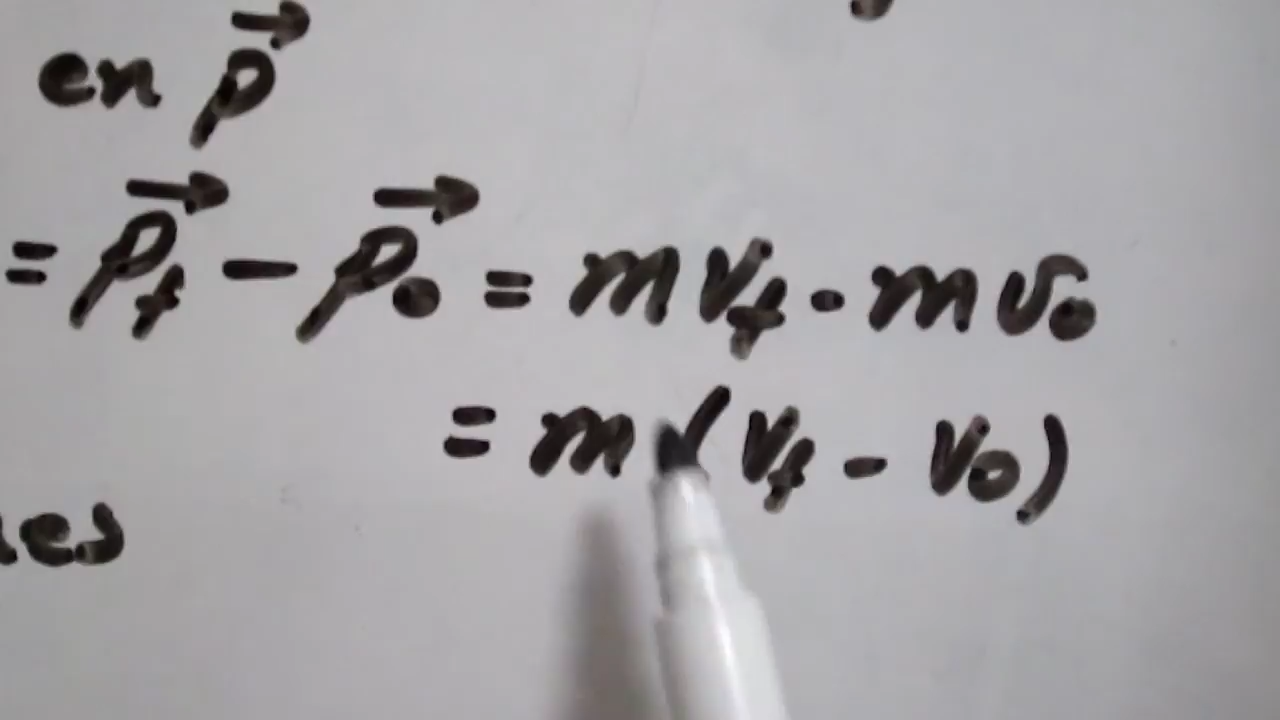 en p⃗
= p⃗f - p⃗o = mvf - mvo
= m (vf - vo)